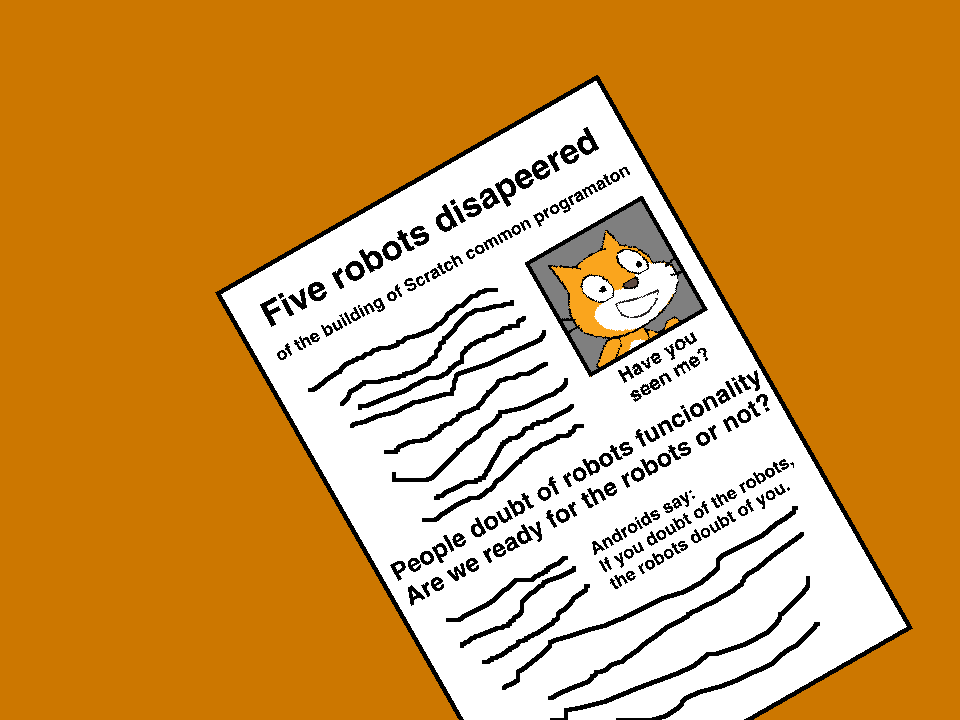 Five robots disapeered
of the building of Scratch common programaton
Have you
seen me?
People doubt of robots funcionality
Are we ready for the robots or not?
Androids say:
If you doubt of the robots,
the robots doubt of you.